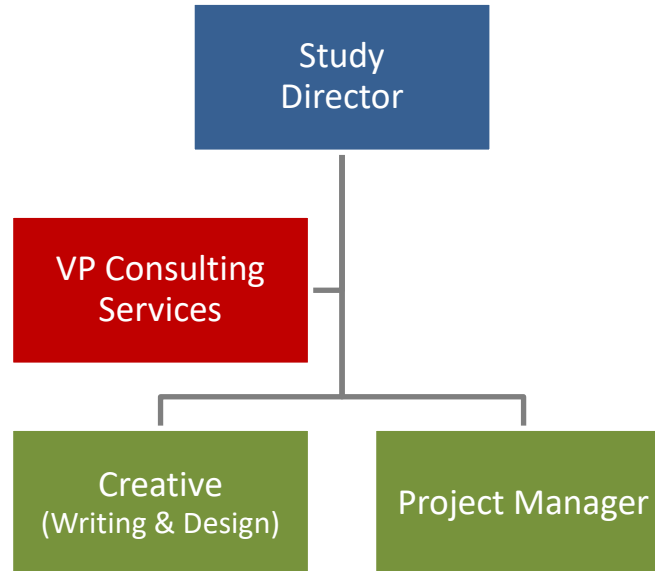 Study
Director
VP Consulting
Services
Creative
(Writing & Design)
Project Manager